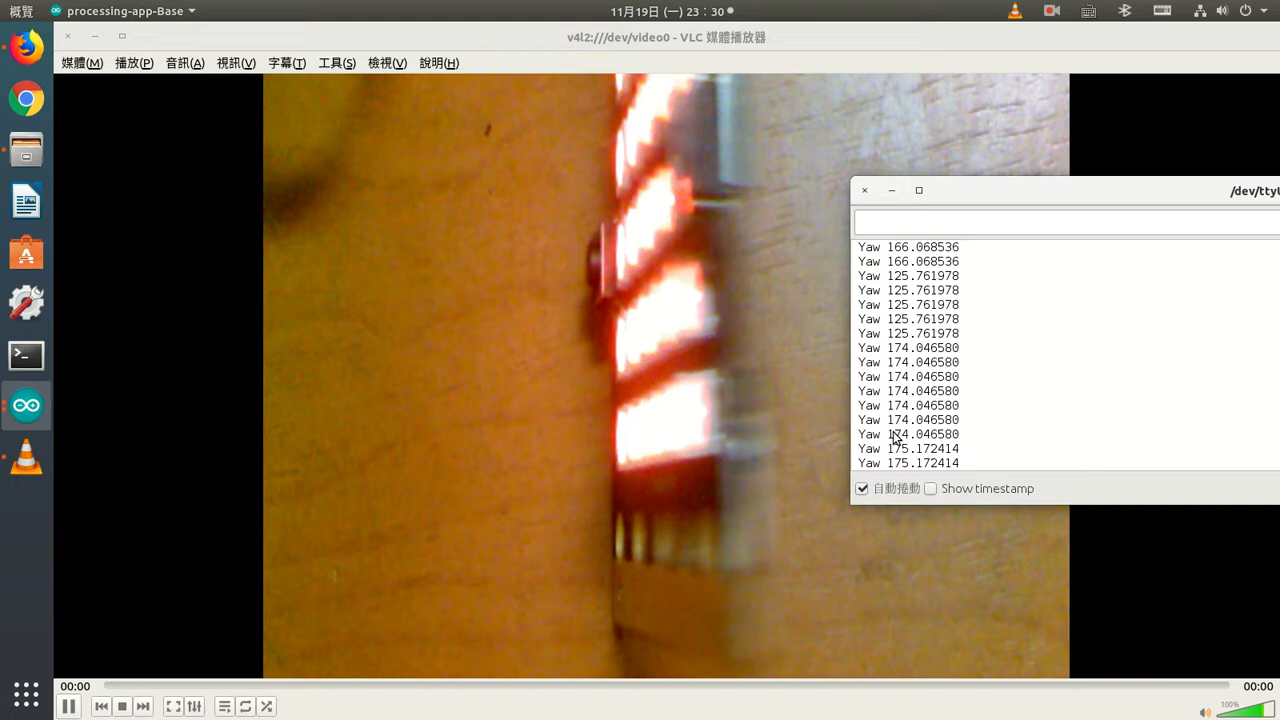 概覽 processing-app-Base 11月19日 (一) 23：30
v4l2:///dev/video0 - VLC 媒體播放器
媒體(M) 播放(P) 音訊(A) 視訊(V) 字幕(T) 工具(S) 檢視(V) 說明(H)
/dev/ttyU
Yaw 166.068536
Yaw 166.068536
Yaw 125.761978
Yaw 125.761978
Yaw 125.761978
Yaw 125.761978
Yaw 125.761978
Yaw 174.046580
Yaw 174.046580
Yaw 174.046580
Yaw 174.046580
Yaw 174.046580
Yaw 174.046580
Yaw 174.046580
Yaw 175.172414
Yaw 175.172414
自動捲動 Show timestamp
00:00 00:00
100%